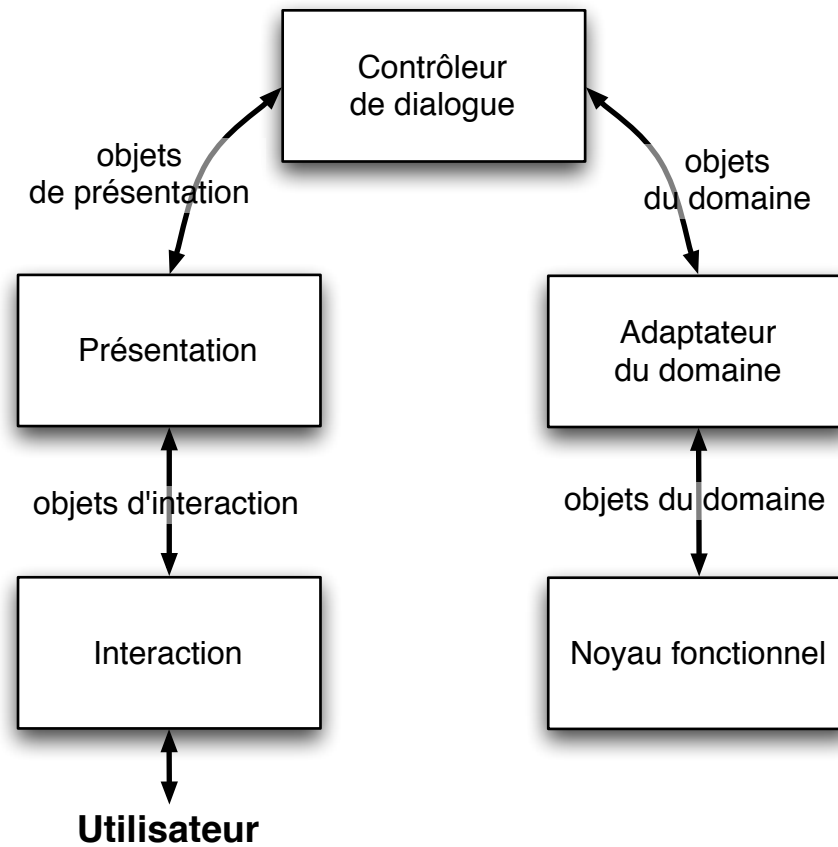 Contrôleur
de dialogue
objets
de présentation
objets
du domaine
Présentation
Adaptateur
du domaine
objets d'interaction
objets du domaine
Interaction
Noyau fonctionnel
Utilisateur